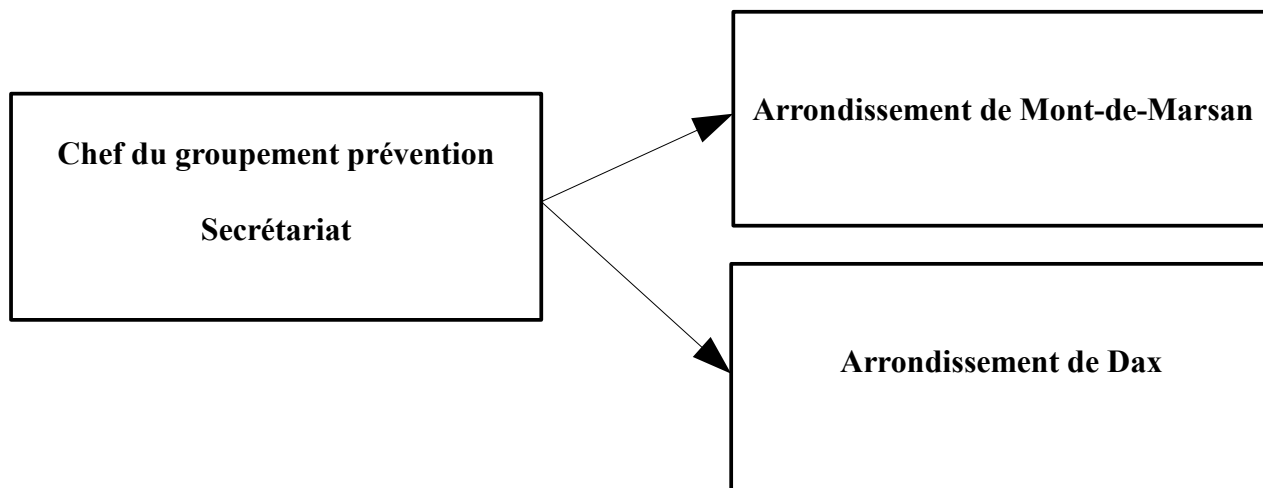 Chef du groupement prévention
Secrétariat
Arrondissement de Mont-de-Marsan
Arrondissement de Dax